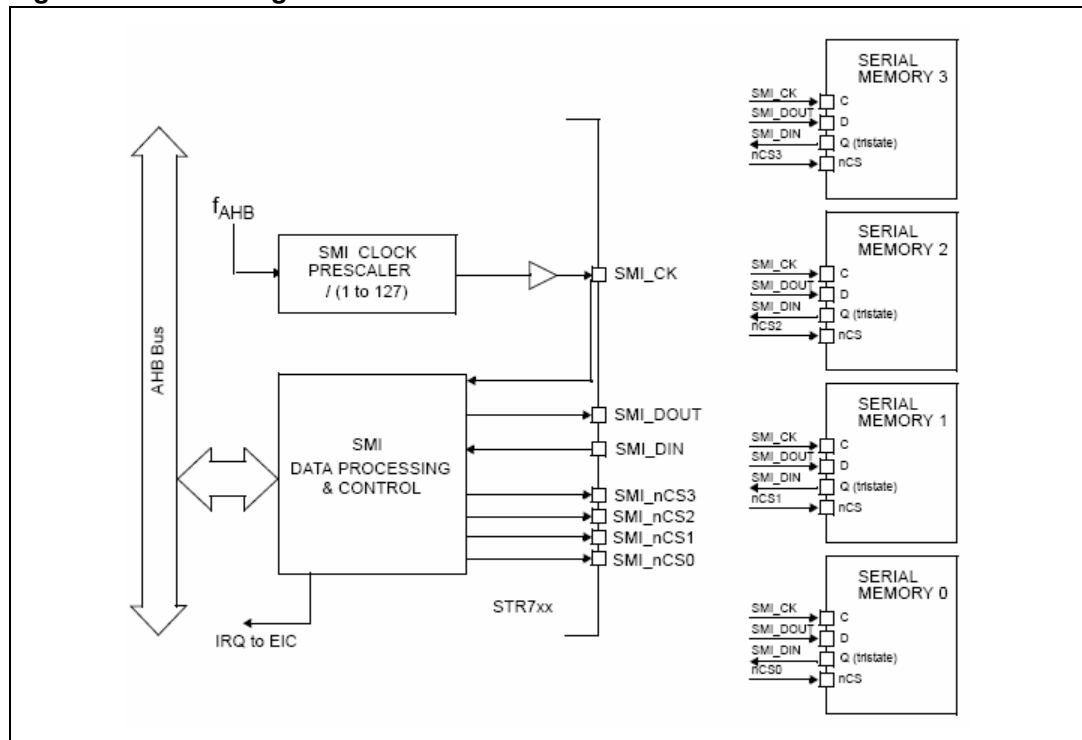 SERIAL
MEMORY 3
SMI_CK
C
SMI_DOUT
D
SMI_DIN
Q (tristate)
nCS3
nCS
SERIAL
MEMORY 2
SMI_CK
C
SMI_DOUT
D
SMI_DIN
Q (tristate)
nCS2
nCS
SERIAL
MEMORY 1
SMI_CK
C
SMI_DOUT
D
SMI_DIN
Q (tristate)
nCS1
nCS
SERIAL
MEMORY 0
SMI_CK
C
SMI_DOUT
D
SMI_DIN
Q (tristate)
nCS0
nCS
fAHB
SMI CLOCK
PRESCALER
/ (1 to 127)
SMI_CK
AHB Bus
SMI
DATA PROCESSING
& CONTROL
SMI_DOUT
SMI_DIN
SMI_nCS3
SMI_nCS2
SMI_nCS1
SMI_nCS0
STR7xx
IRQ to EIC